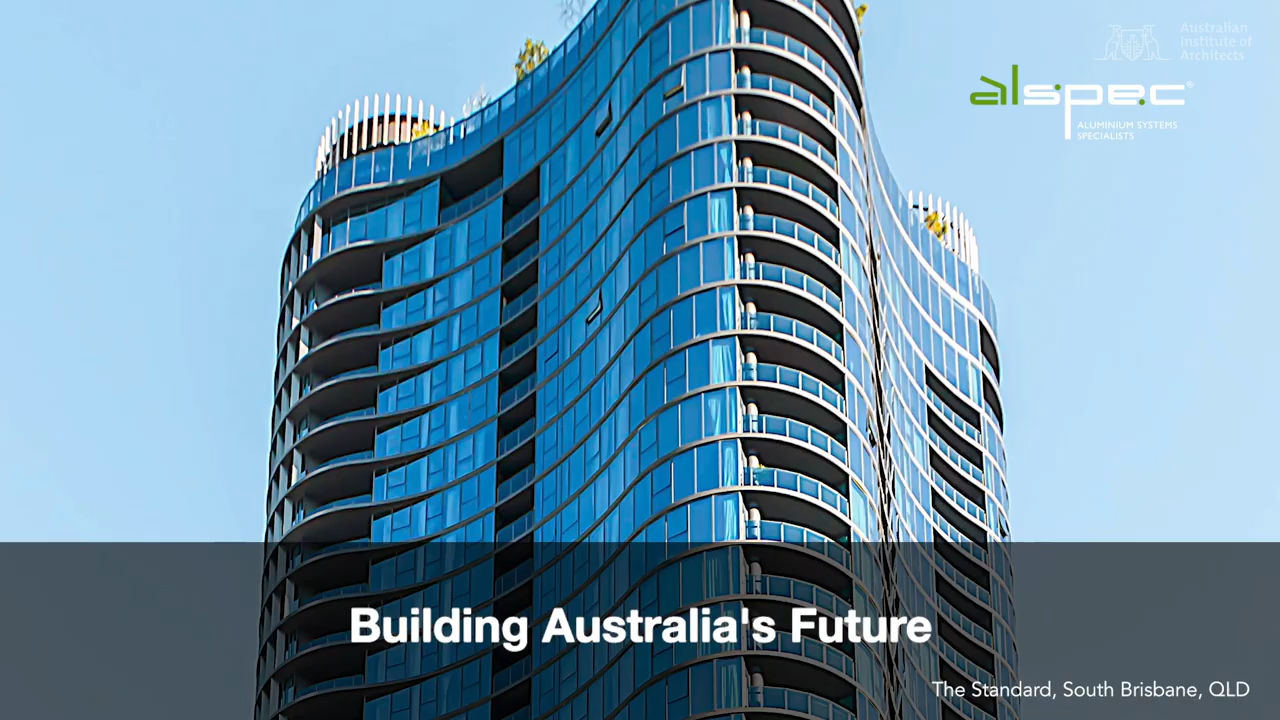 Australian
Institute of
Architects
alspec®
ALUMINIUM SYSTEMS
SPECIALISTS
Building Australia's Future
The Standard, South Brisbane, QLD